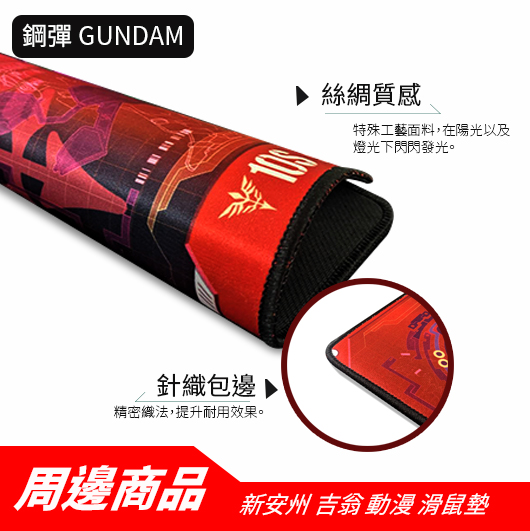 鋼彈 GUNDAM
絲綢質感
特殊工藝面料,在陽光以及
燈光下閃閃發光。
10S
針織包邊
精密織法,提升耐用效果。
周邊商品
新安州 吉翁 動漫 滑鼠墊